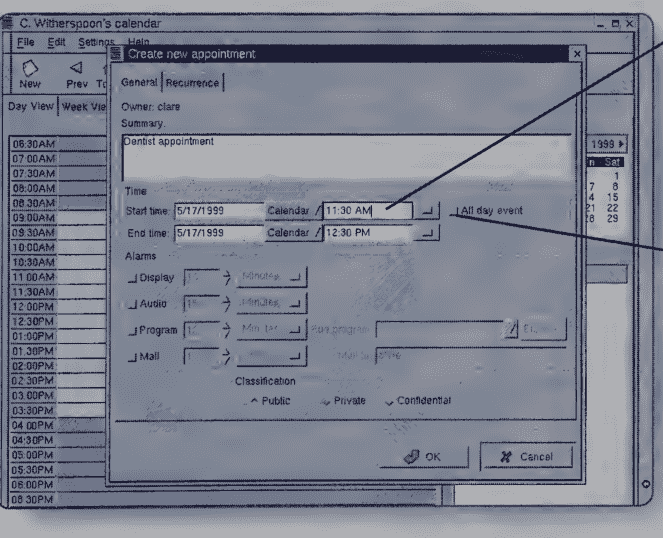 C. Witherspoon's calendar
File Edit Settings Help
Create new appointment
New Prev
General Recurrence
Day View Week Vie
Owner: clare
Summary:
Dentist appointment
1999
n Sat
1
7 8
14 15
21 22
28 29
06:30AM
07:00AM
07:30AM
08:00AM
08:30AM
09:00AM
09:30AM
10:00AM
10:30AM
11:00AM
11:30AM
12:00PM
12:30PM
01:00PM
01:30PM
02:00PM
02:30PM
03:00PM
03:30PM
04:00PM
04:30PM
05:00PM
05:30PM
06:00PM
06:30PM
Time
Start time: 5/17/1999 Calendar 11:30 AM All day event
End time: 5/17/1999 Calendar 12:30 PM
Alarms
Display Minutes
Audio Minutes
Program Run program:
Mail
Classification
Public Private Confidential
OK Cancel